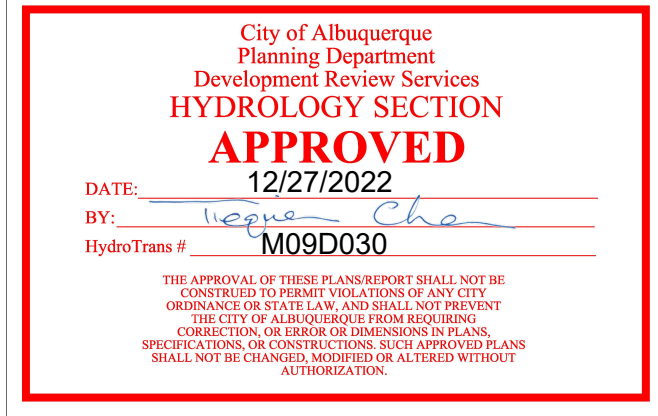 City of Albuquerque
Planning Department
Development Review Services
HYDROLOGY SECTION
APPROVED
DATE: 12/27/2022
BY:
HydroTrans # M09D030
THE APPROVAL OF THESE PLANS/REPORT SHALL NOT BE
CONSTRUED TO PERMIT VIOLATIONS OF ANY CITY
ORDINANCE OR STATE LAW, AND SHALL NOT PREVENT
THE CITY OF ALBUQUERQUE FROM REQUIRING
CORRECTION, OR ERROR OR DIMENSIONS IN PLANS,
SPECIFICATIONS, OR CONSTRUCTIONS. SUCH APPROVED PLANS
SHALL NOT BE CHANGED, MODIFIED OR ALTERED WITHOUT
AUTHORIZATION.